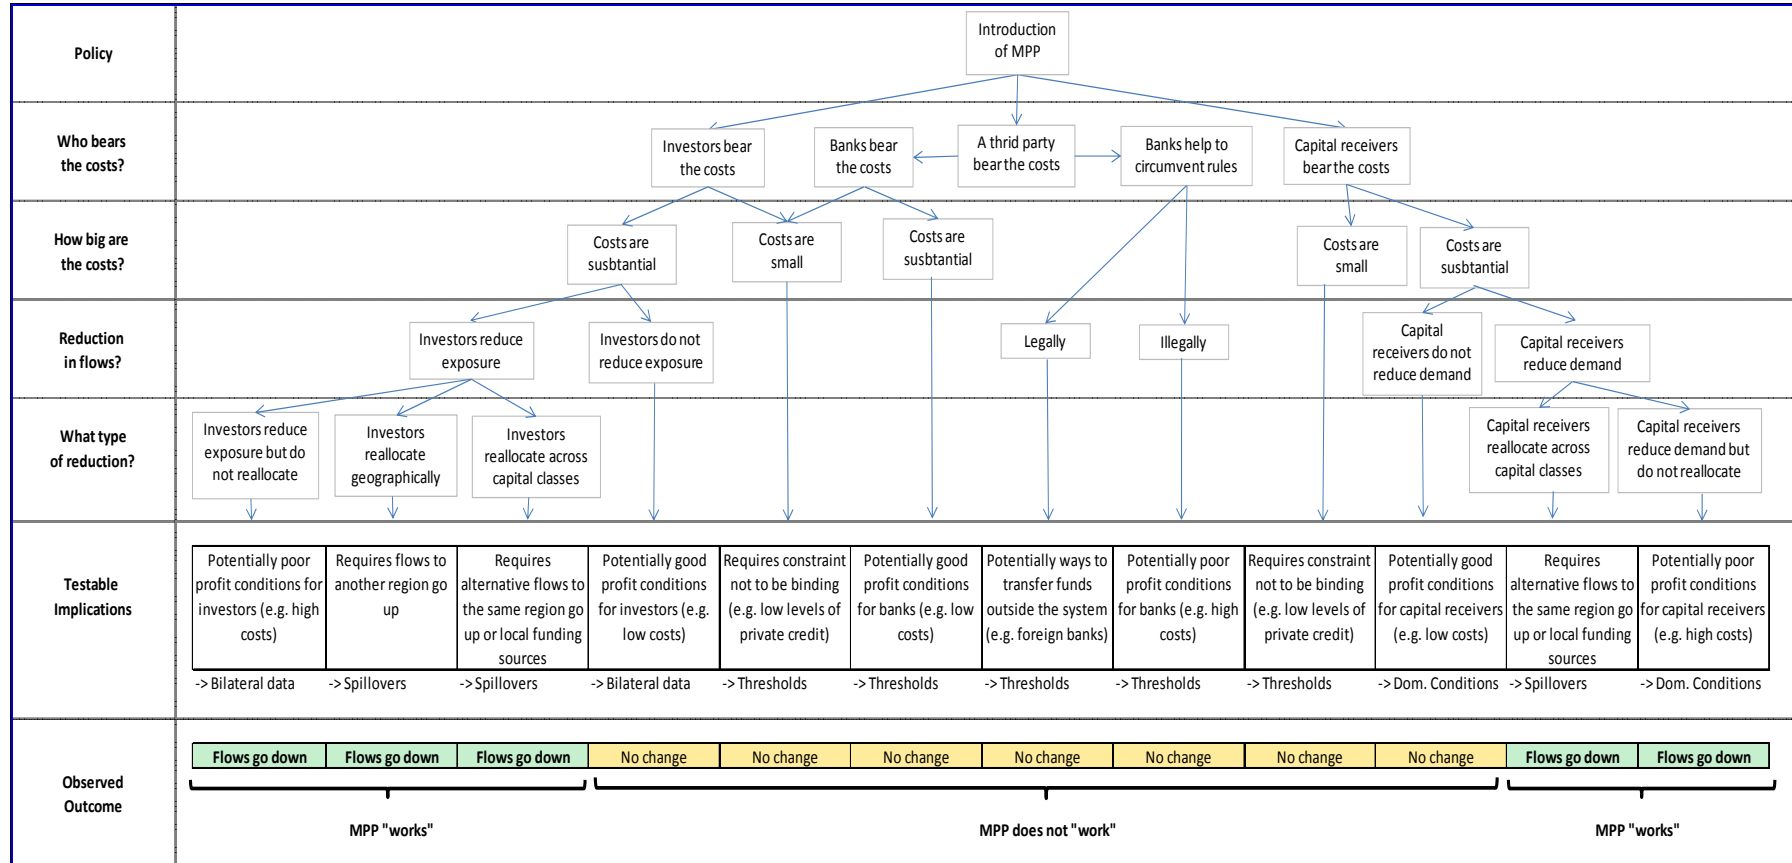 Policy
Introduction
of MPP
Who bears
the costs?
Investors bear
the costs
Banks bear
the costs
A thrid party
bear the costs
Banks help to
circumvent rules
Capital receivers
bear the costs
How big are
the costs?
Costs are
susbtantial
Costs are
small
Costs are
susbtantial
Costs are
small
Costs are
susbtantial
Reduction
in flows?
Investors reduce
exposure
Investors do not
reduce exposure
Legally
Illegally
Capital
receivers do not
reduce demand
Capital receivers
reduce demand
What type
of reduction?
Investors reduce
exposure but do
not reallocate
Investors
reallocate
geographically
Investors
reallocate across
capital classes
Capital receivers
reallocate across
capital classes
Capital receivers
reduce demand but
do not reallocate
Testable
Implications
Potentially poor
profit conditions for
investors (e.g. high
costs)
Requires flows to
another region go
up
Requires
alternative flows to
the same region go
up or local funding
sources
Potentially good
profit conditions
for investors (e.g.
low costs)
Requires constraint
not to be binding
(e.g. low levels of
private credit)
Potentially good
profit conditions
for banks (e.g. low
costs)
Potentially ways to
transfer funds
outside the system
(e.g. foreign banks)
Potentially poor
profit conditions
for banks (e.g. high
costs)
Requires constraint
not to be binding
(e.g. low levels of
private credit)
Potentially good
profit conditions
for capital receivers
(e.g. low costs)
Requires
alternative flows to
the same region go
up or local funding
sources
Potentially poor
profit conditions
for capital receivers
(e.g. high costs)
-> Bilateral data
-> Spillovers
-> Spillovers
-> Bilateral data
-> Thresholds
-> Thresholds
-> Thresholds
-> Thresholds
-> Thresholds
-> Dom. Conditions
-> Spillovers
-> Dom. Conditions
Observed
Outcome
Flows go down
Flows go down
Flows go down
No change
No change
No change
No change
No change
No change
No change
Flows go down
Flows go down
MPP "works"
MPP does not "work"
MPP "works"